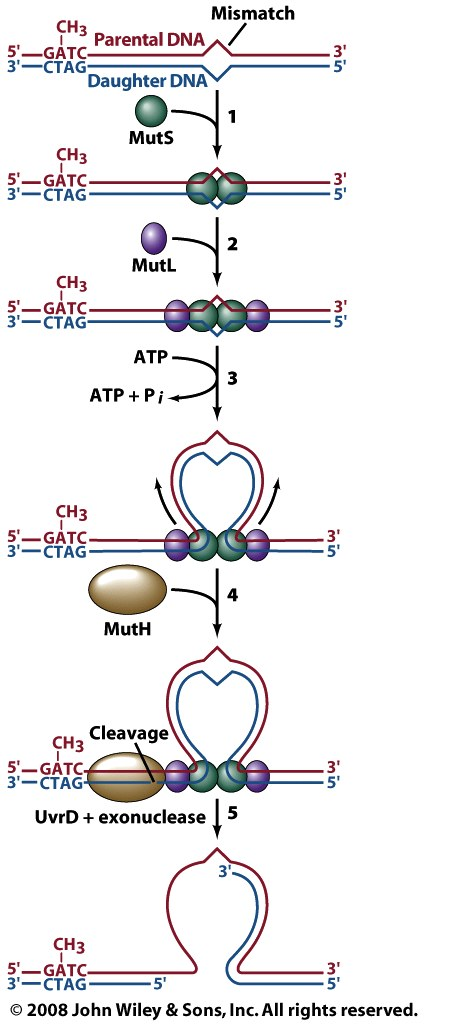 Mismatch
CH3
5' GATC Parental DNA 3'
3' CTAG Daughter DNA 5'
MutS
1
CH3
5' GATC 3'
3' CTAG 5'
MutL
2
CH3
5' GATC 3'
3' CTAG 5'
ATP
3
ATP + P i
CH3
5' GATC 3'
3' CTAG 5'
4
MutH
Cleavage
CH3
5' GATC 3'
3' CTAG 5'
UvrD + exonuclease 5
3'
CH3
5' GATC 3'
3' CTAG 5' 5'
© 2008 John Wiley & Sons, Inc. All rights reserved.